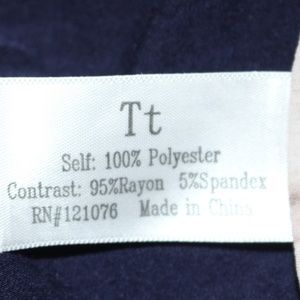 Tt
Self: 100% Polyester
Contrast: 95%Rayon 5%Spandex
RN#121076 Made in China